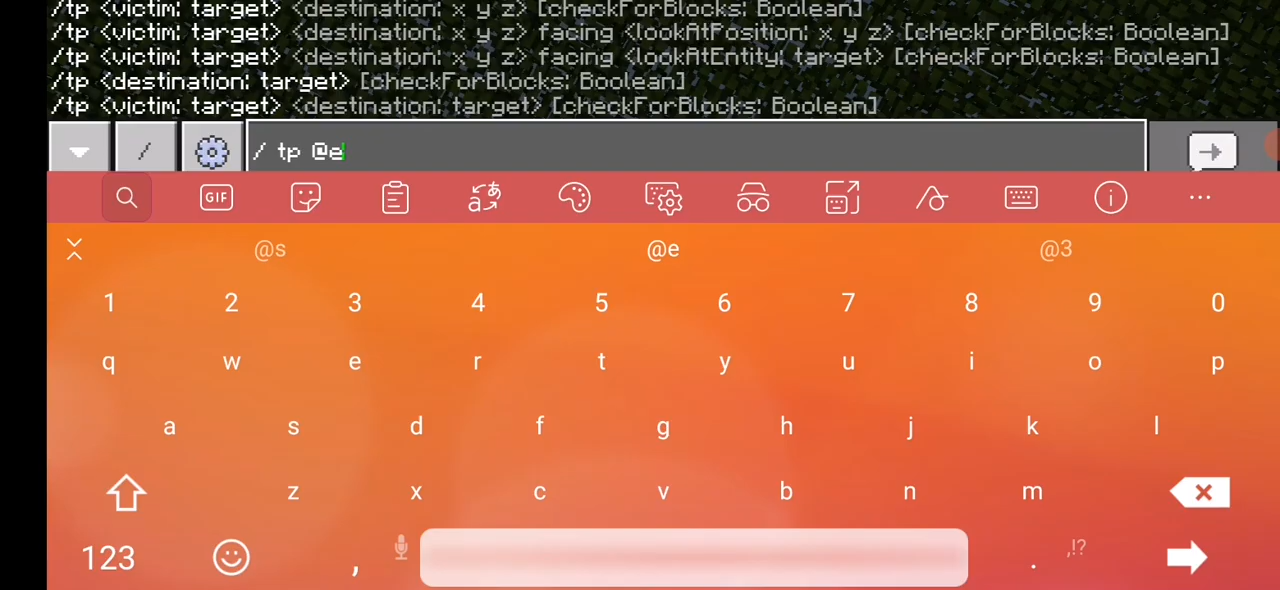 /tp <victim: target> <destination: x y z> [checkForBlocks: Boolean]
/tp <victim: target> <destination: x y z> facing <lookAtPosition: x y z> [checkForBlocks: Boolean]
/tp <victim: target> <destination: x y z> facing <lookAtEntity: target> [checkForBlocks: Boolean]
/tp <destination: target> [checkForBlocks: Boolean]
/tp <victim: target> <destination: target> [checkForBlocks: Boolean]
/ / tp @e
GIF a あ
@s @e @3
1 2 3 4 5 6 7 8 9 0
q w e r t y u i o p
a s d f g h j k l
z x c v b n m
123 , . ,!?